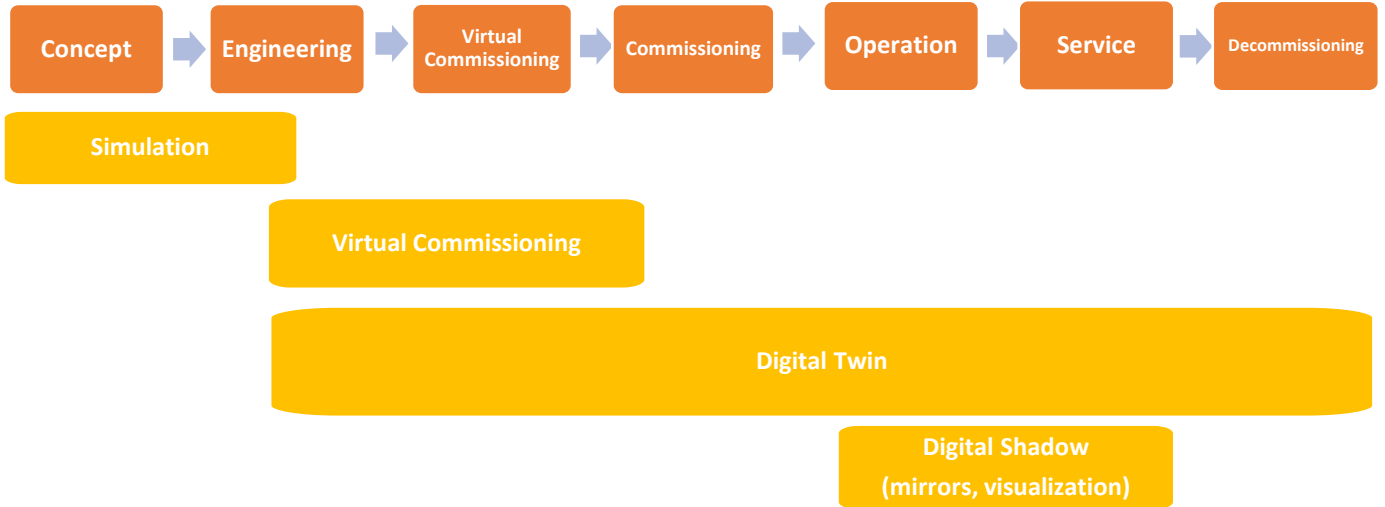 Concept
Engineering
Virtual
Commissioning
Commissioning
Operation
Service
Decommissioning
Simulation
Virtual Commissioning
Digital Twin
Digital Shadow
(mirrors, visualization)